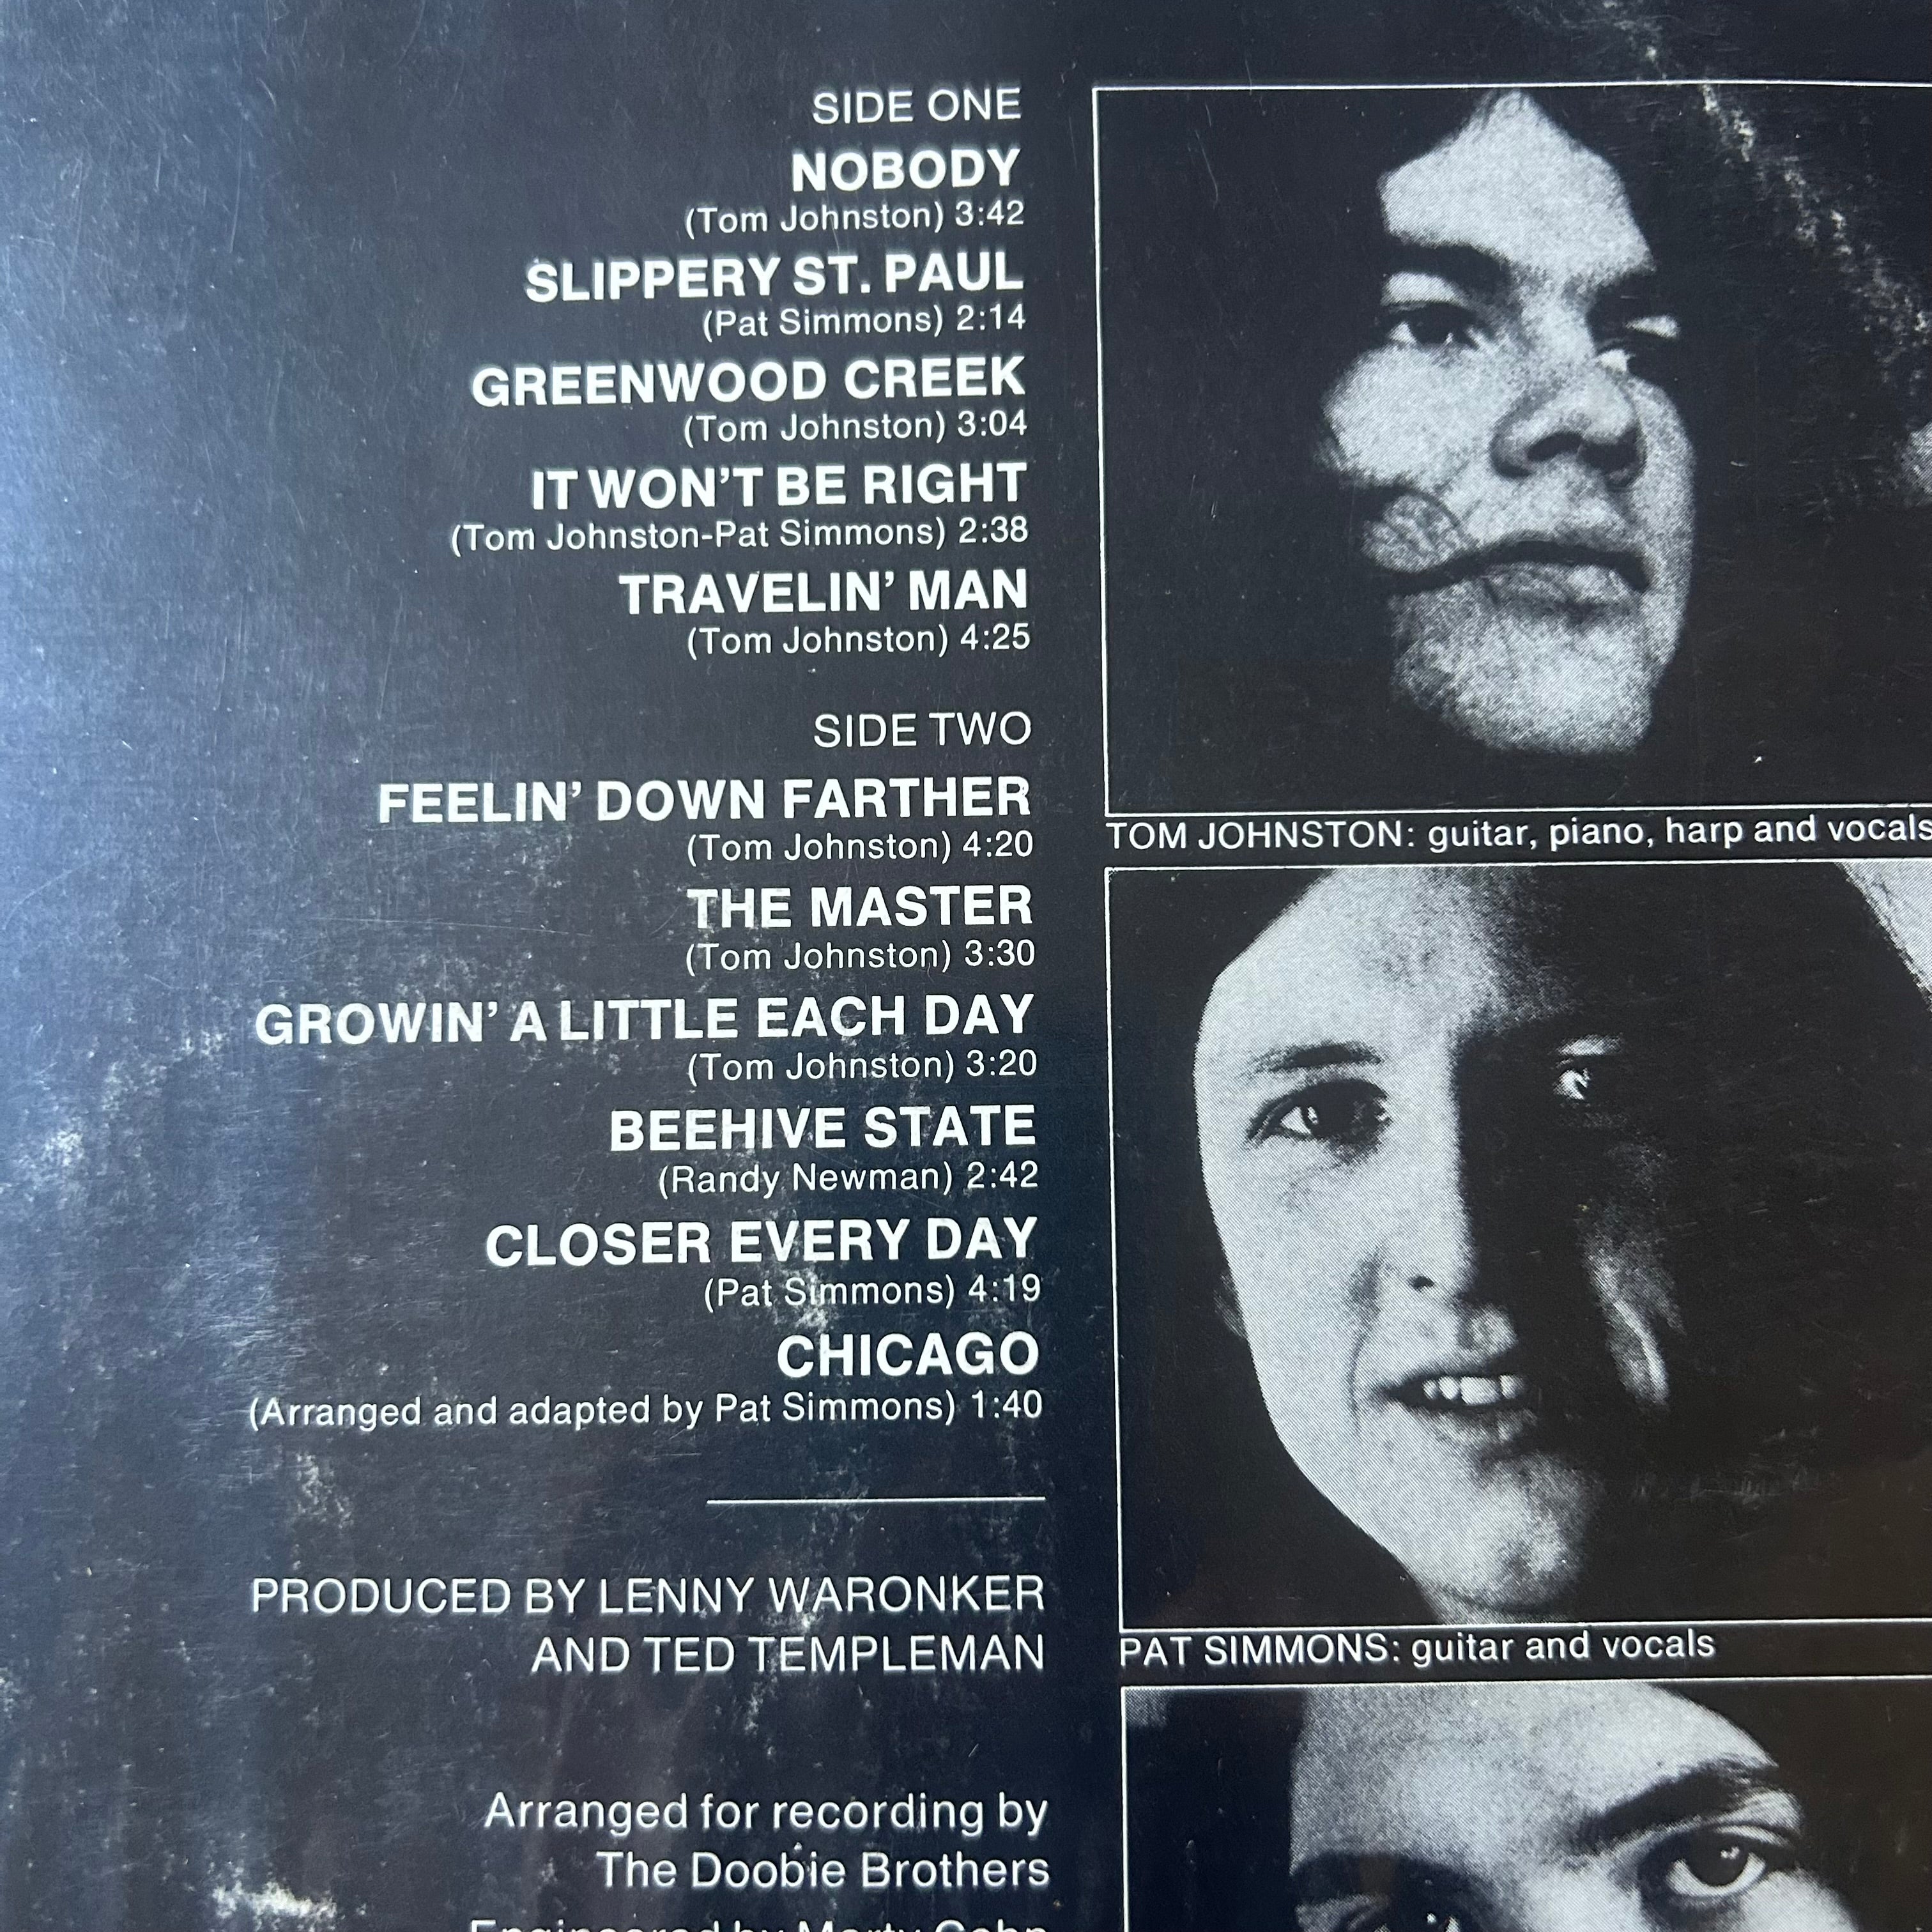 SIDE ONE
NOBODY
(Tom Johnston) 3:42
SLIPPERY ST. PAUL
(Pat Simmons) 2:14
GREENWOOD CREEK
(Tom Johnston) 3:04
IT WON'T BE RIGHT
(Tom Johnston-Pat Simmons) 2:38
TRAVELIN' MAN
(Tom Johnston) 4:25
SIDE TWO
FEELIN' DOWN FARTHER
(Tom Johnston) 4:20
THE MASTER
(Tom Johnston) 3:30
GROWIN' A LITTLE EACH DAY
(Tom Johnston) 3:20
BEEHIVE STATE
(Randy Newman) 2:42
CLOSER EVERY DAY
(Pat Simmons) 4:19
CHICAGO
(Arranged and adapted by Pat Simmons) 1:40
PRODUCED BY LENNY WARONKER
AND TED TEMPLEMAN
Arranged for recording by
The Doobie Brothers
Engineered by Marty Cohn
TOM JOHNSTON: guitar, piano, harp and vocals
PAT SIMMONS: guitar and vocals